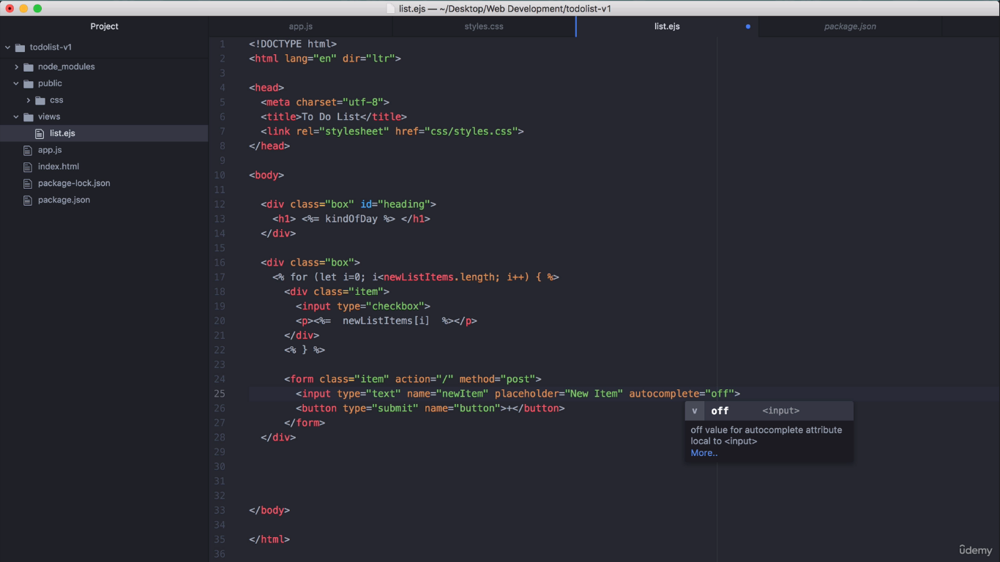 list.ejs — ~/Desktop/Web Development/todolist-v1
Project
app.js
styles.css
list.ejs
package.json
todolist-v1
node_modules
public
css
views
list.ejs
app.js
index.html
package-lock.json
package.json
1 <!DOCTYPE html>
2 <html lang="en" dir="ltr">
3
4 <head>
5 <meta charset="utf-8">
6 <title>To Do List</title>
7 <link rel="stylesheet" href="css/styles.css">
8 </head>
9
10 <body>
11
12 <div class="box" id="heading">
13 <h1> <%= kindOfDay %> </h1>
14 </div>
15
16 <div class="box">
17 <% for (let i=0; i<newListItems.length; i++) { %>
18 <div class="item">
19 <input type="checkbox">
20 <p><%=  newListItems[i]  %></p>
21 </div>
22 <% } %>
23
24 <form class="item" action="/" method="post">
25 <input type="text" name="newItem" placeholder="New Item" autocomplete="off">
26 <button type="submit" name="button">+</button>
27 </form>
28 </div>
29
30
31
32
33 </body>
34
35 </html>
36
v off <input>
off value for autocomplete attribute
local to <input>
More..
ûdemy